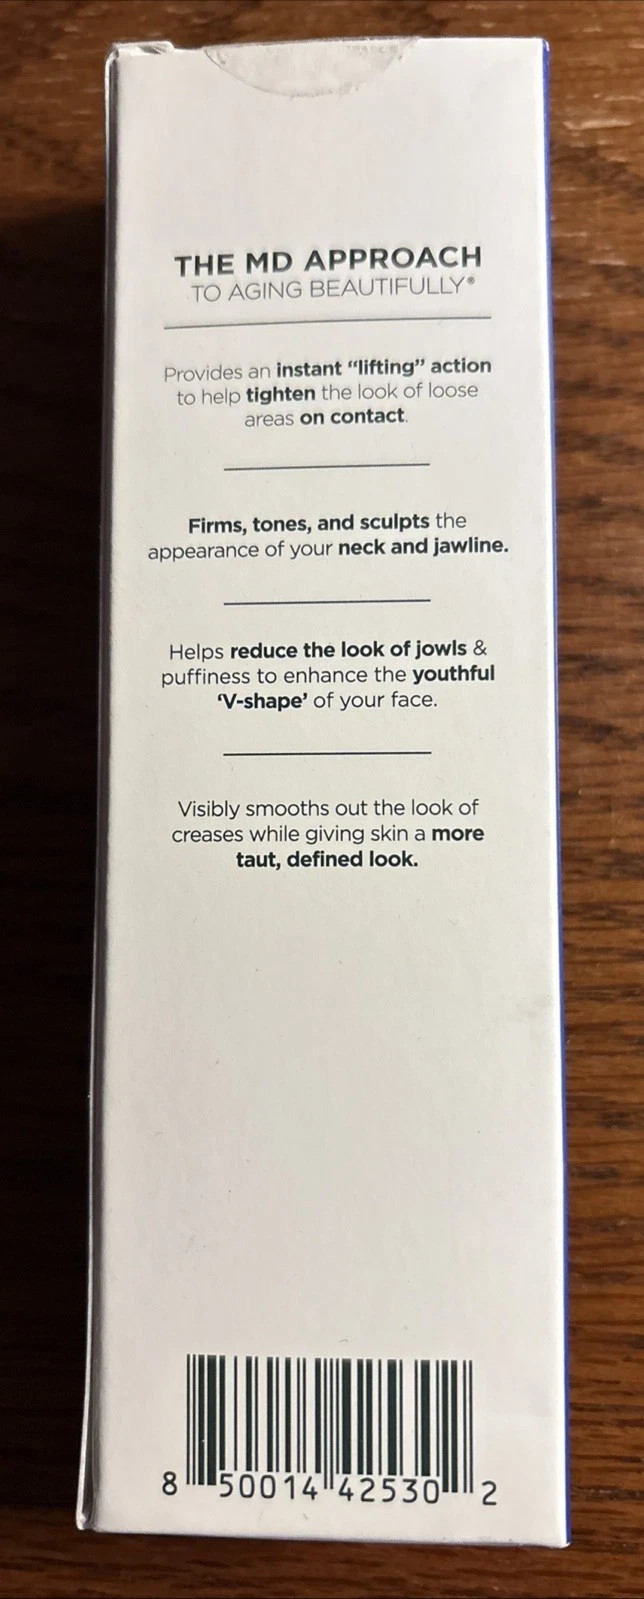 THE MD APPROACH
TO AGING BEAUTIFULLY®
Provides an instant “lifting” action
to help tighten the look of loose
areas on contact.
Firms, tones, and sculpts the
appearance of your neck and jawline.
Helps reduce the look of jowls &
puffiness to enhance the youthful
‘V-shape’ of your face.
Visibly smooths out the look of
creases while giving skin a more
taut, defined look.
8 50014 42530 2